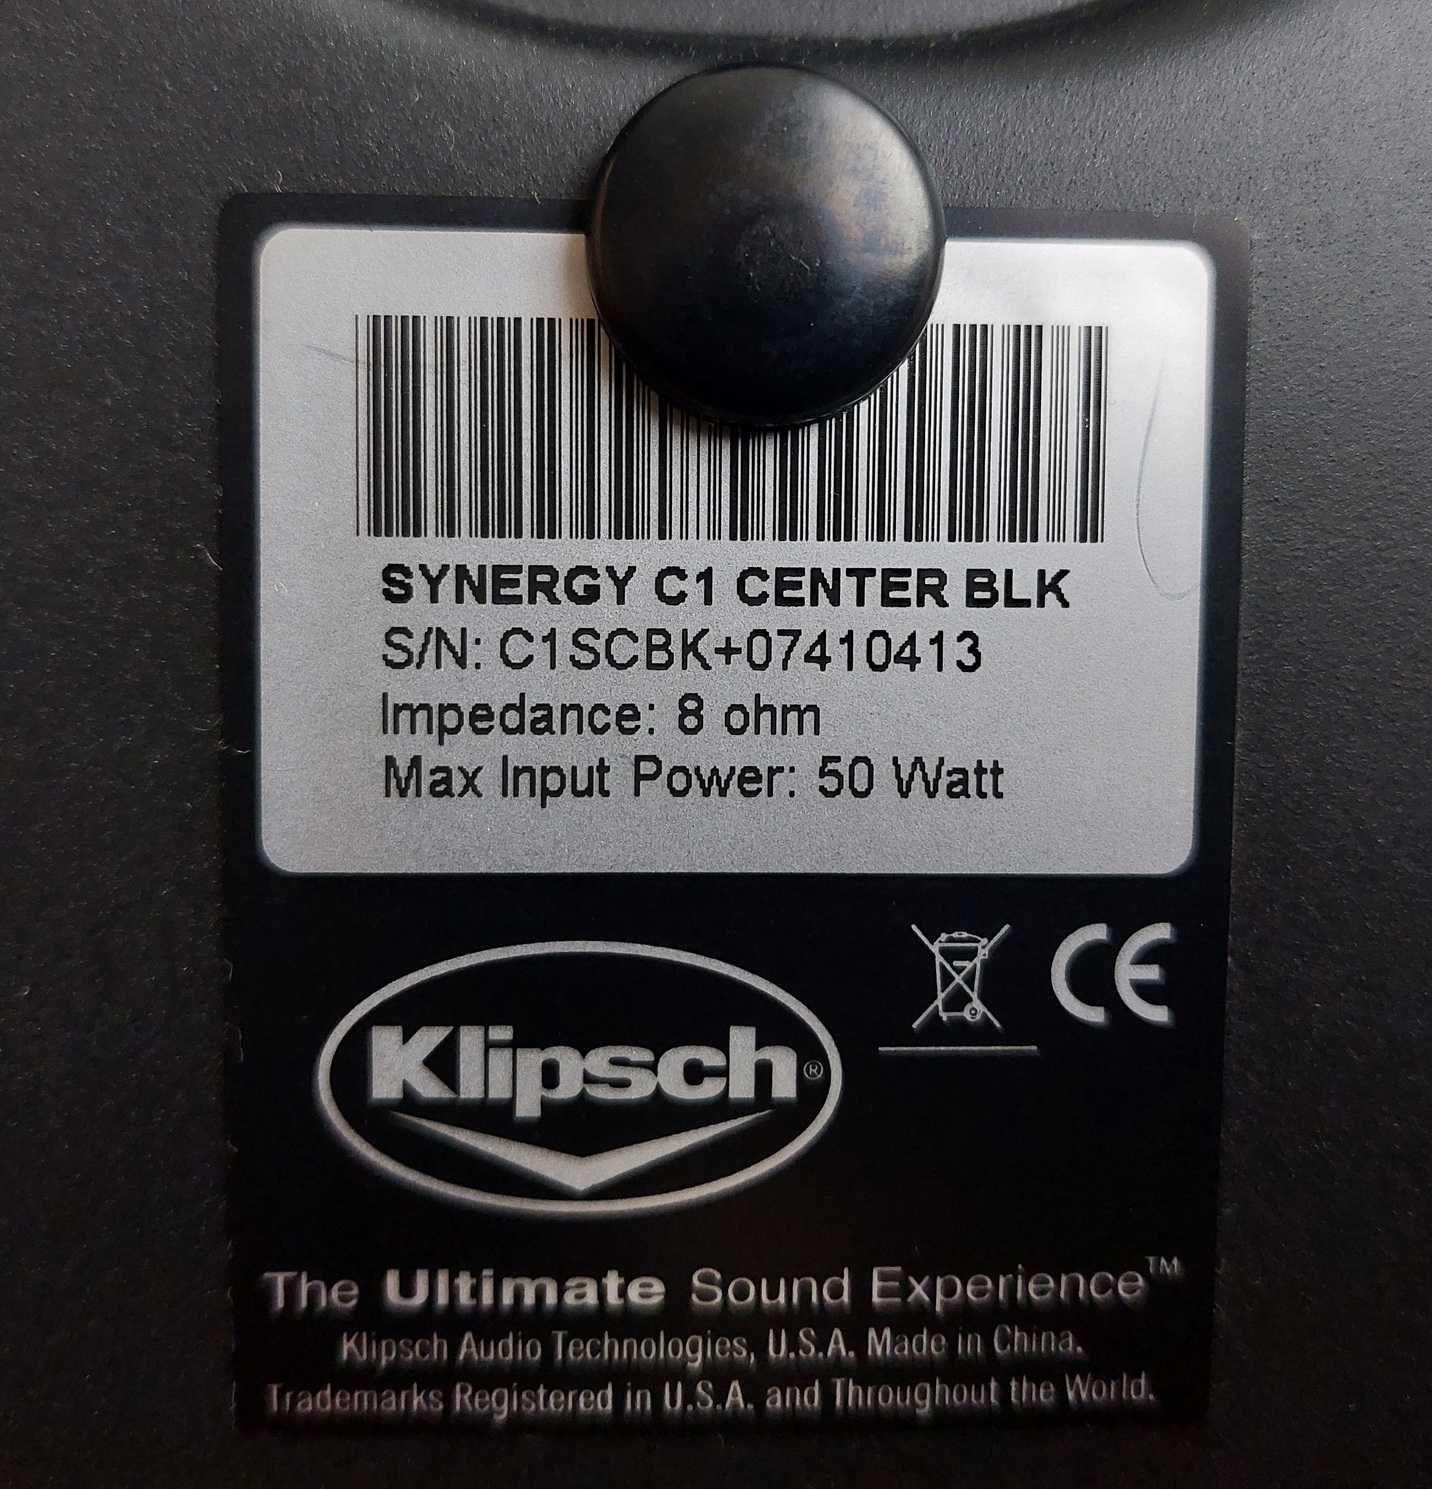 SYNERGY C1 CENTER BLK
S/N: C1SCBK+07410413
Impedance: 8 ohm
Max Input Power: 50 Watt
CE
Klipsch®
The Ultimate Sound Experience™
Klipsch Audio Technologies, U.S.A. Made in China.
Trademarks Registered in U.S.A. and Throughout the World.